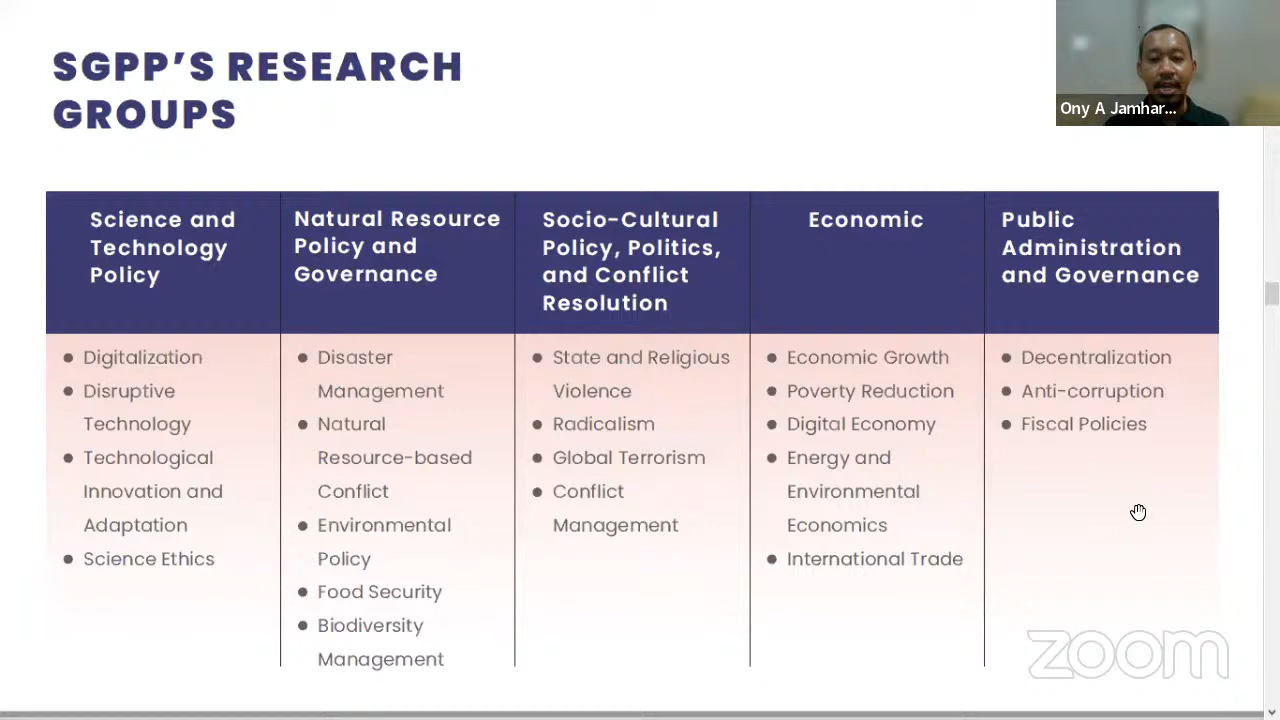 SGPP’S RESEARCH
GROUPS
Ony A Jamhar...
Science and
Technology
Policy
Natural Resource
Policy and
Governance
Socio-Cultural
Policy, Politics,
and Conflict
Resolution
Economic
Public
Administration
and Governance
● Digitalization
● Disruptive
Technology
● Technological
Innovation and
Adaptation
● Science Ethics
● Disaster
Management
● Natural
Resource-based
Conflict
● Environmental
Policy
● Food Security
● Biodiversity
Management
● State and Religious
Violence
● Radicalism
● Global Terrorism
● Conflict
Management
● Economic Growth
● Poverty Reduction
● Digital Economy
● Energy and
Environmental
Economics
● International Trade
● Decentralization
● Anti-corruption
● Fiscal Policies
zoom